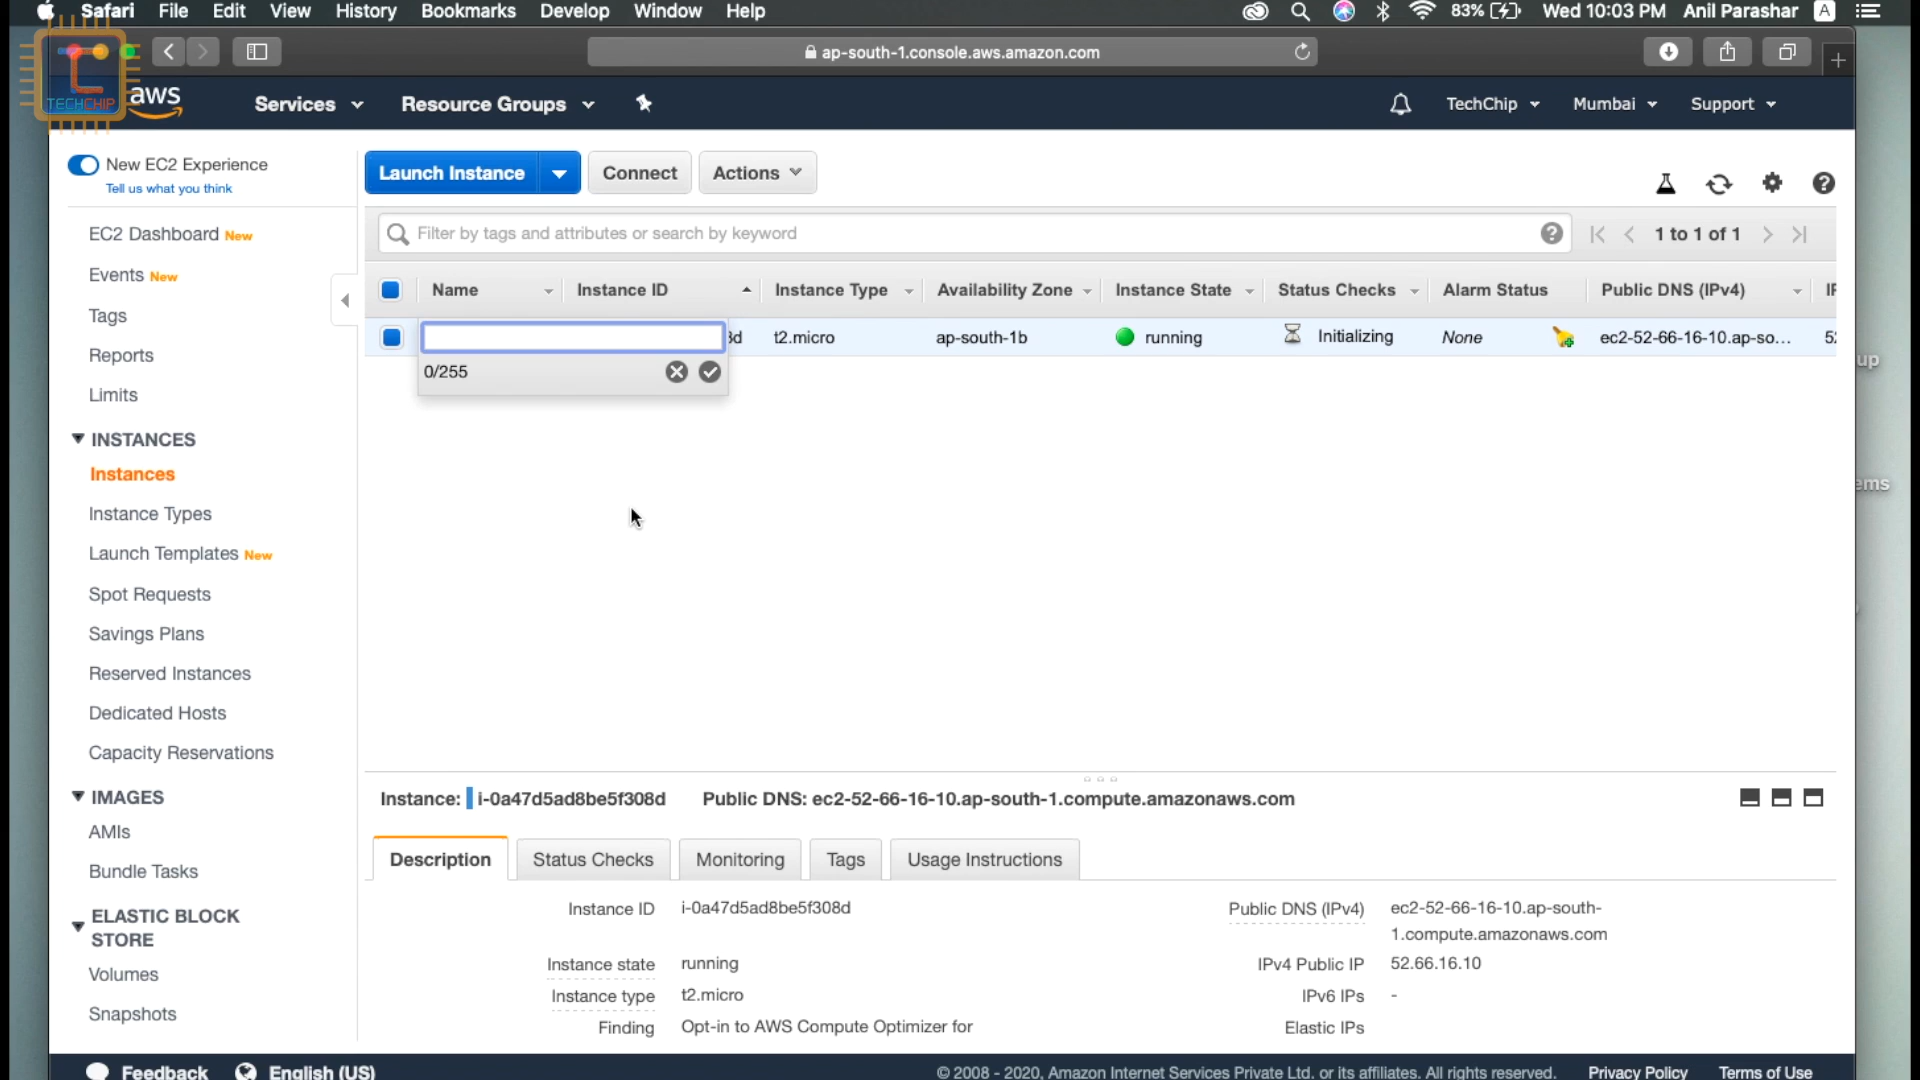 Safari File Edit View History Bookmarks Develop Window Help 83% Wed 10:03 PM Anil Parashar A
ap-south-1.console.aws.amazon.com
TECHCHIP
aws Services Resource Groups TechChip Mumbai Support
New EC2 Experience
Tell us what you think
EC2 Dashboard New
Events New
Tags
Reports
Limits
INSTANCES
Instances
Instance Types
Launch Templates New
Spot Requests
Savings Plans
Reserved Instances
Dedicated Hosts
Capacity Reservations
IMAGES
AMIs
Bundle Tasks
ELASTIC BLOCK
STORE
Volumes
Snapshots
Launch Instance Connect Actions
Filter by tags and attributes or search by keyword 1 to 1 of 1
Name Instance ID Instance Type Availability Zone Instance State Status Checks Alarm Status Public DNS (IPv4)
8d t2.micro ap-south-1b running Initializing None ec2-52-66-16-10.ap-so...
0/255
up
ems
Instance: i-0a47d5ad8be5f308d Public DNS: ec2-52-66-16-10.ap-south-1.compute.amazonaws.com
Description Status Checks Monitoring Tags Usage Instructions
Instance ID i-0a47d5ad8be5f308d
Instance state running
Instance type t2.micro
Finding Opt-in to AWS Compute Optimizer for
Public DNS (IPv4) ec2-52-66-16-10.ap-south-
1.compute.amazonaws.com
IPv4 Public IP 52.66.16.10
IPv6 IPs -
Elastic IPs
Feedback English (US) © 2008 - 2020, Amazon Internet Services Private Ltd. or its affiliates. All rights reserved. Privacy Policy Terms of Use